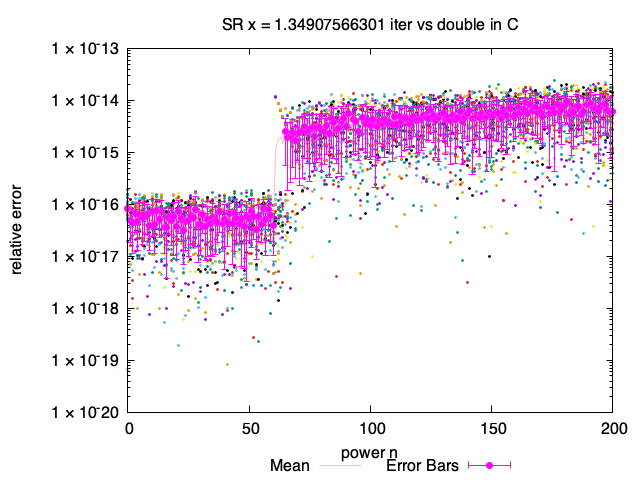 SR x = 1.34907566301 iter vs double in C
1 × 10-13
1 × 10-14
1 × 10-15
1 × 10-16
1 × 10-17
1 × 10-18
1 × 10-19
1 × 10-20
relative error
0 50 100 150 200
power n
Mean Error Bars